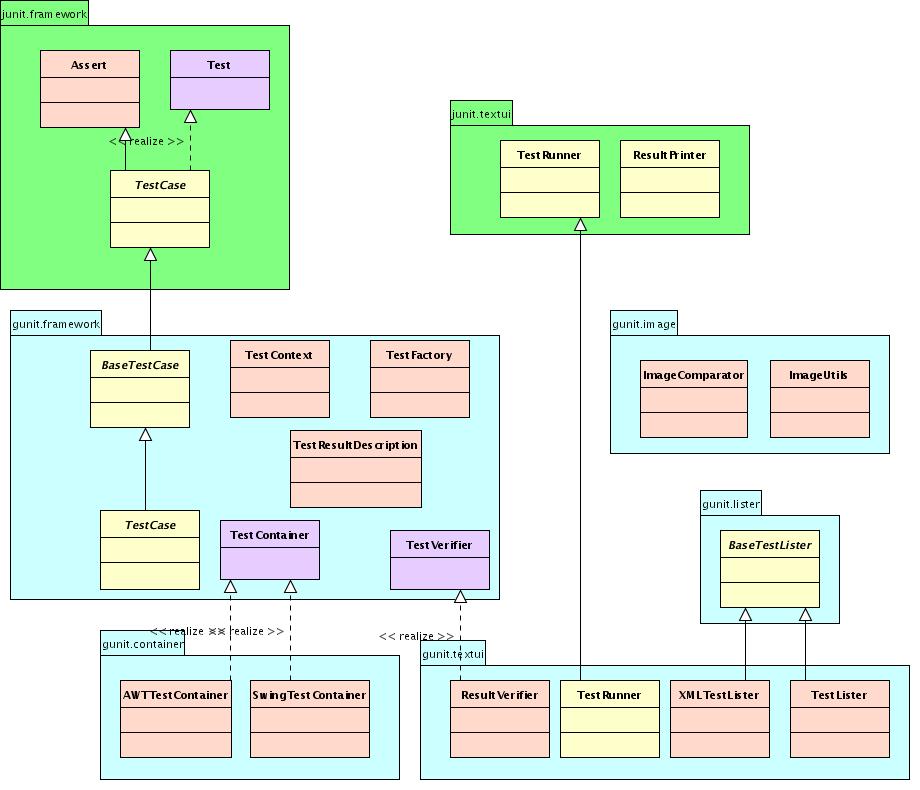 junit.framework
Assert
Test
<< realize >>
TestCase
junit.textui
TestRunner
ResultPrinter
gunit.framework
BaseTestCase
TestContext
TestFactory
TestResultDescription
TestCase
TestContainer
TestVerifier
gunit.image
ImageComparator
ImageUtils
gunit.lister
BaseTestLister
<< realize >>
<< realize >>
<< realize >>
gunit.container
AWTTestContainer
SwingTestContainer
gunit.textui
ResultVerifier
TestRunner
XMLTestLister
TestLister